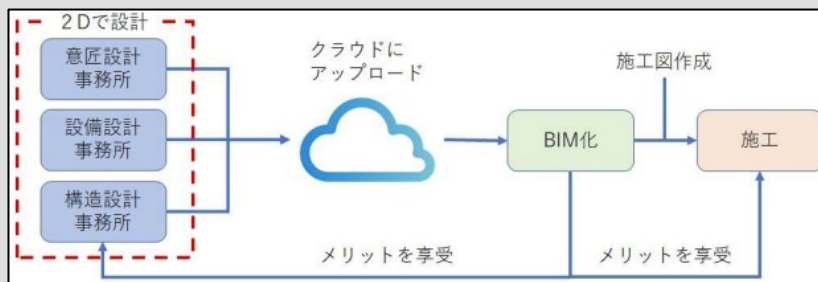 2Dで設計
意匠設計
事務所
設備設計
事務所
構造設計
事務所
クラウドに
アップロード
BIM化
施工図作成
施工
メリットを享受
メリットを享受